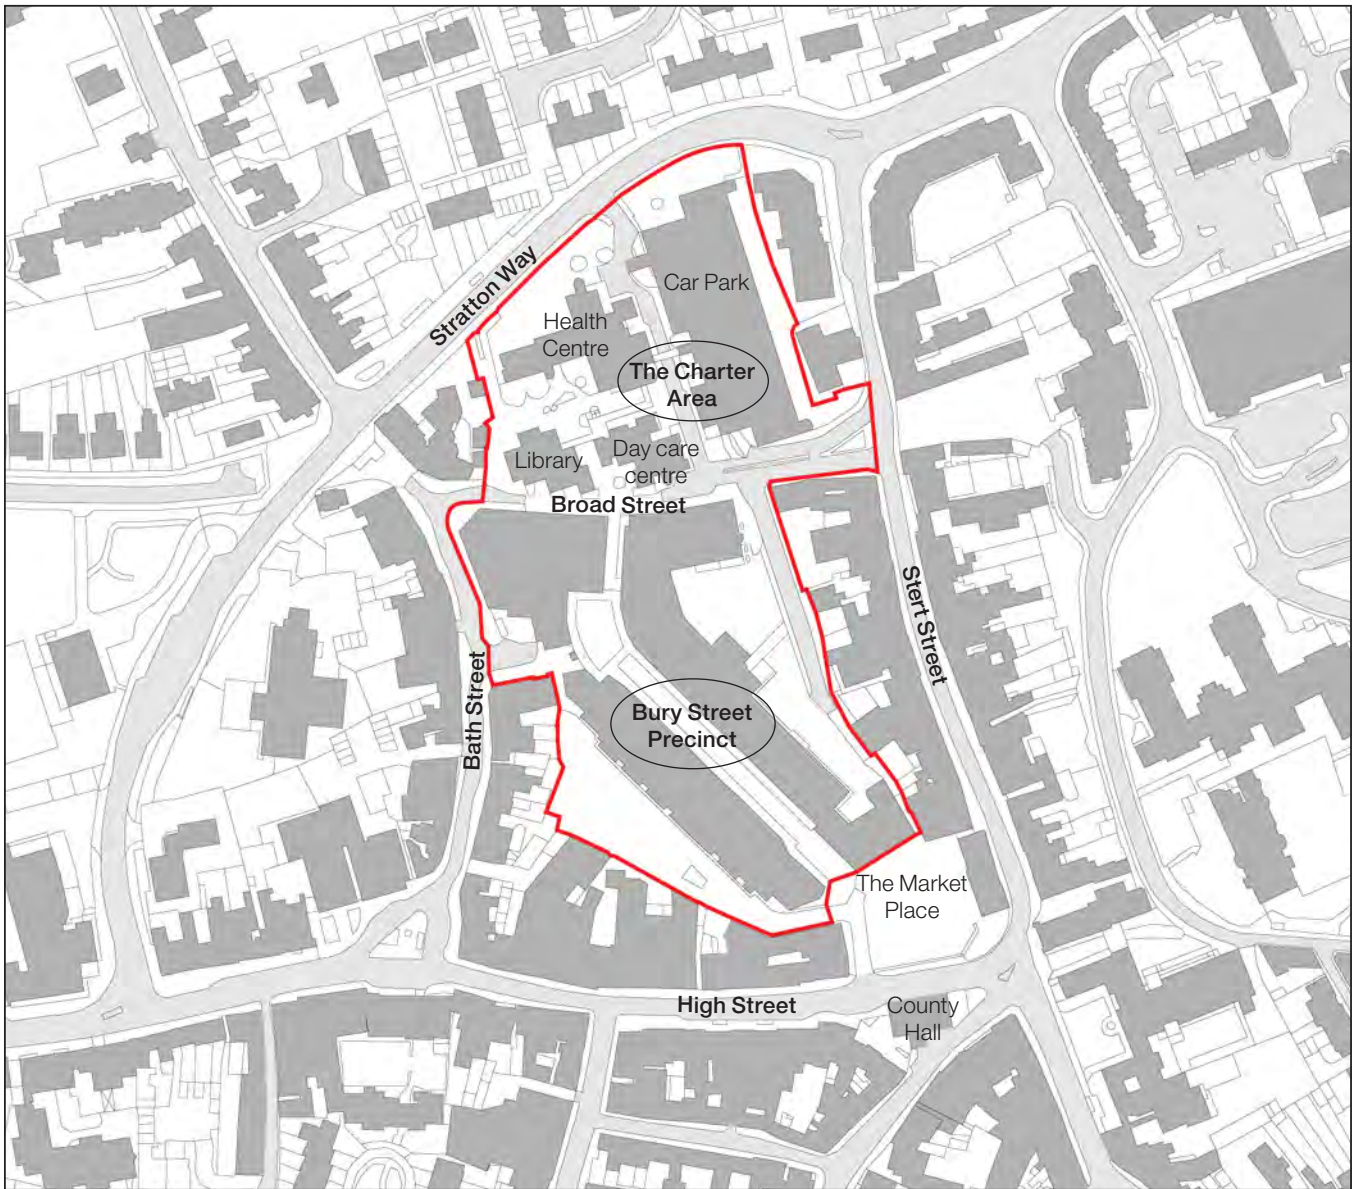 Stratton Way
Car Park
Health
Centre
The Charter
Area
Library
Day care
centre
Broad Street
Stert Street
Bath Street
Bury Street
Precinct
The Market
Place
High Street
County
Hall